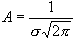 A = 1 / (σ√2π)